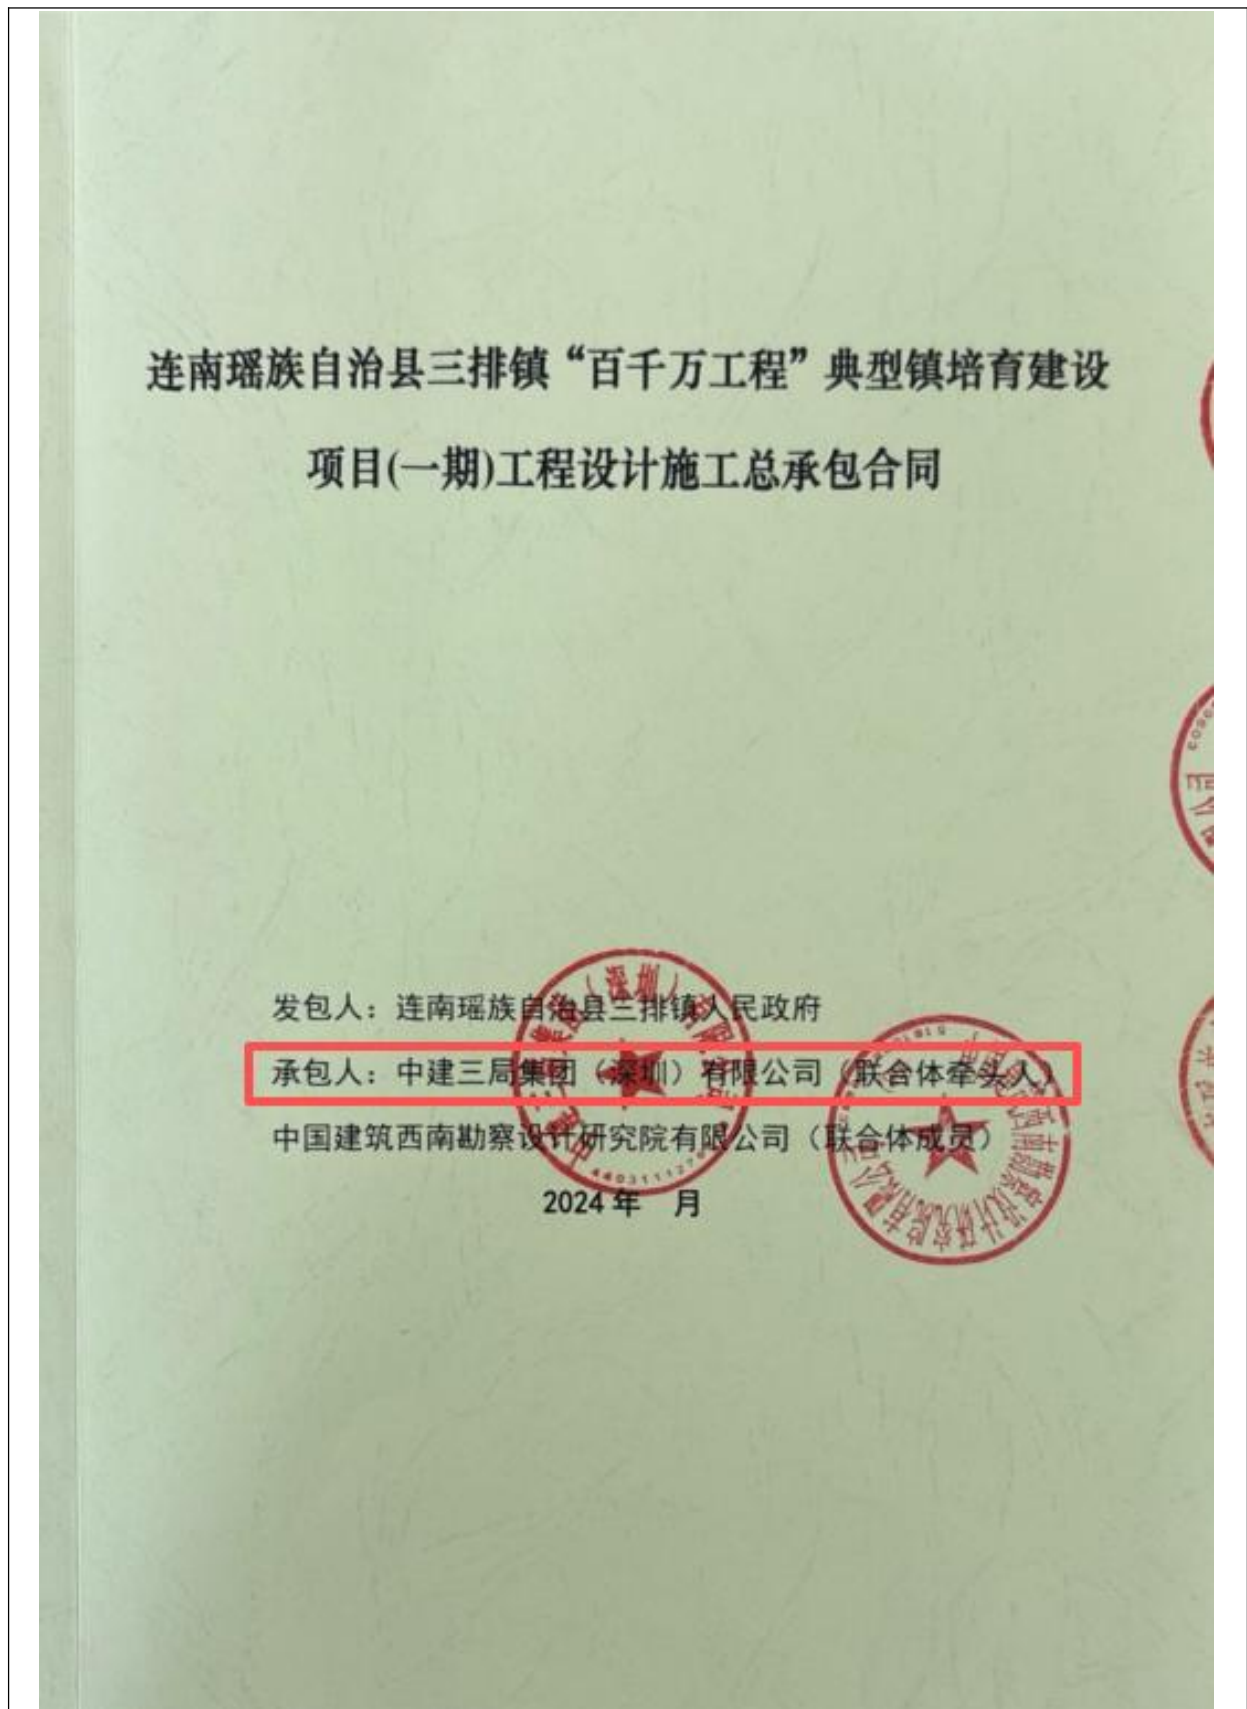 连南瑶族自治县三排镇“百千万工程”典型镇培育建设
项目(一期)工程设计施工总承包合同
发包人：连南瑶族自治县三排镇人民政府
承包人：中建三局集团（深圳）有限公司（联合体牵头人）
中国建筑西南勘察设计研究院有限公司（联合体成员）
2024 年 月